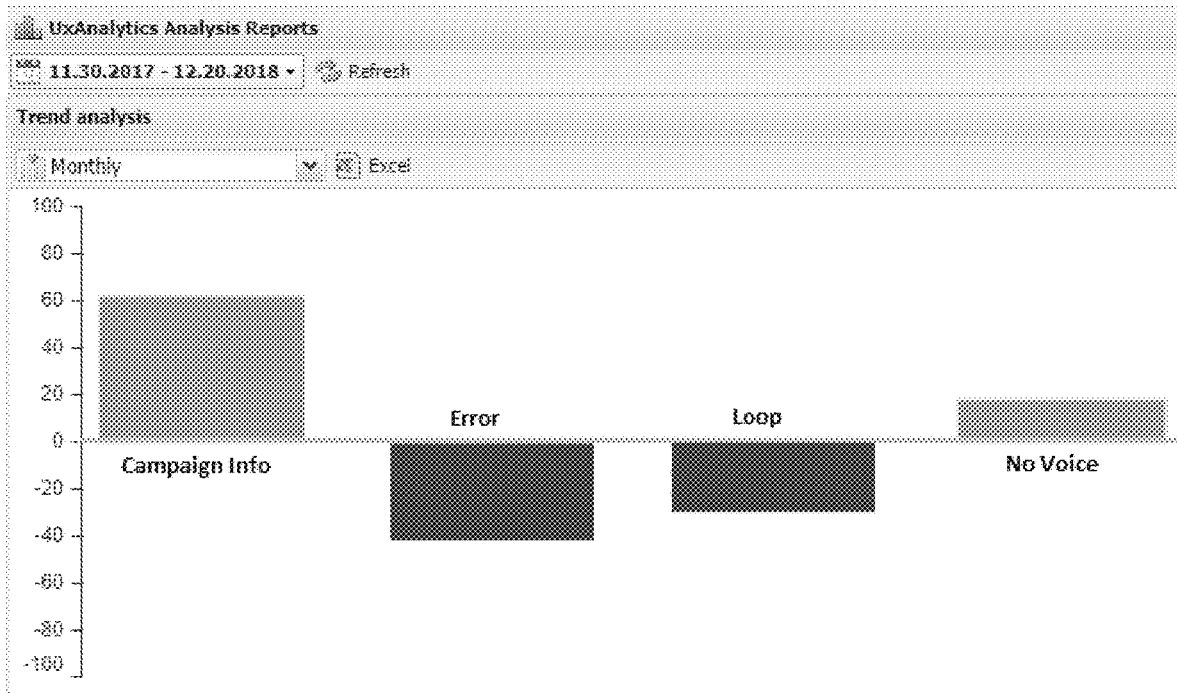 UxAnalytics Analysis Reports
11.30.2017 - 12.20.2018 Refresh
Trend analysis
Monthly Excel
100
80
60
40
20
Error Loop
0
Campaign Info No Voice
-20
-40
-60
-80
-100